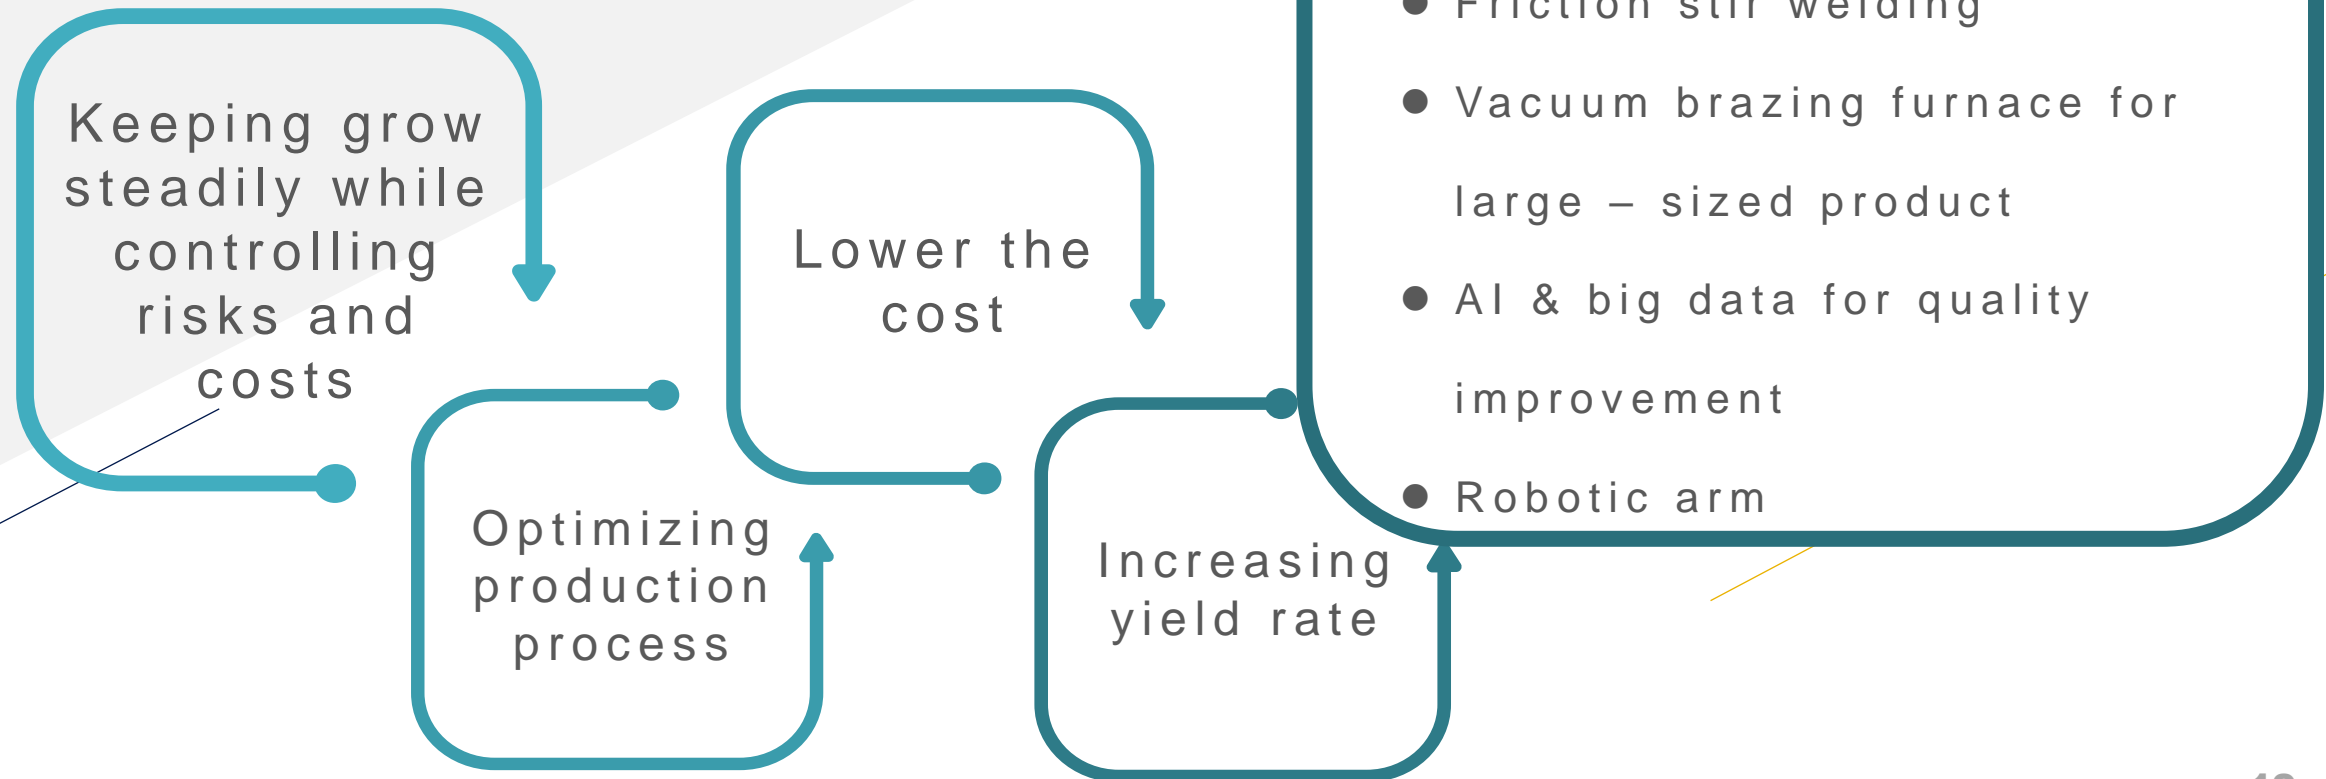 Keeping grow
steadily while
controlling
risks and
costs
Optimizing
production
process
Lower the
cost
Increasing
yield rate
● Friction stir welding
● Vacuum brazing furnace for
large – sized product
● AI & big data for quality
improvement
● Robotic arm